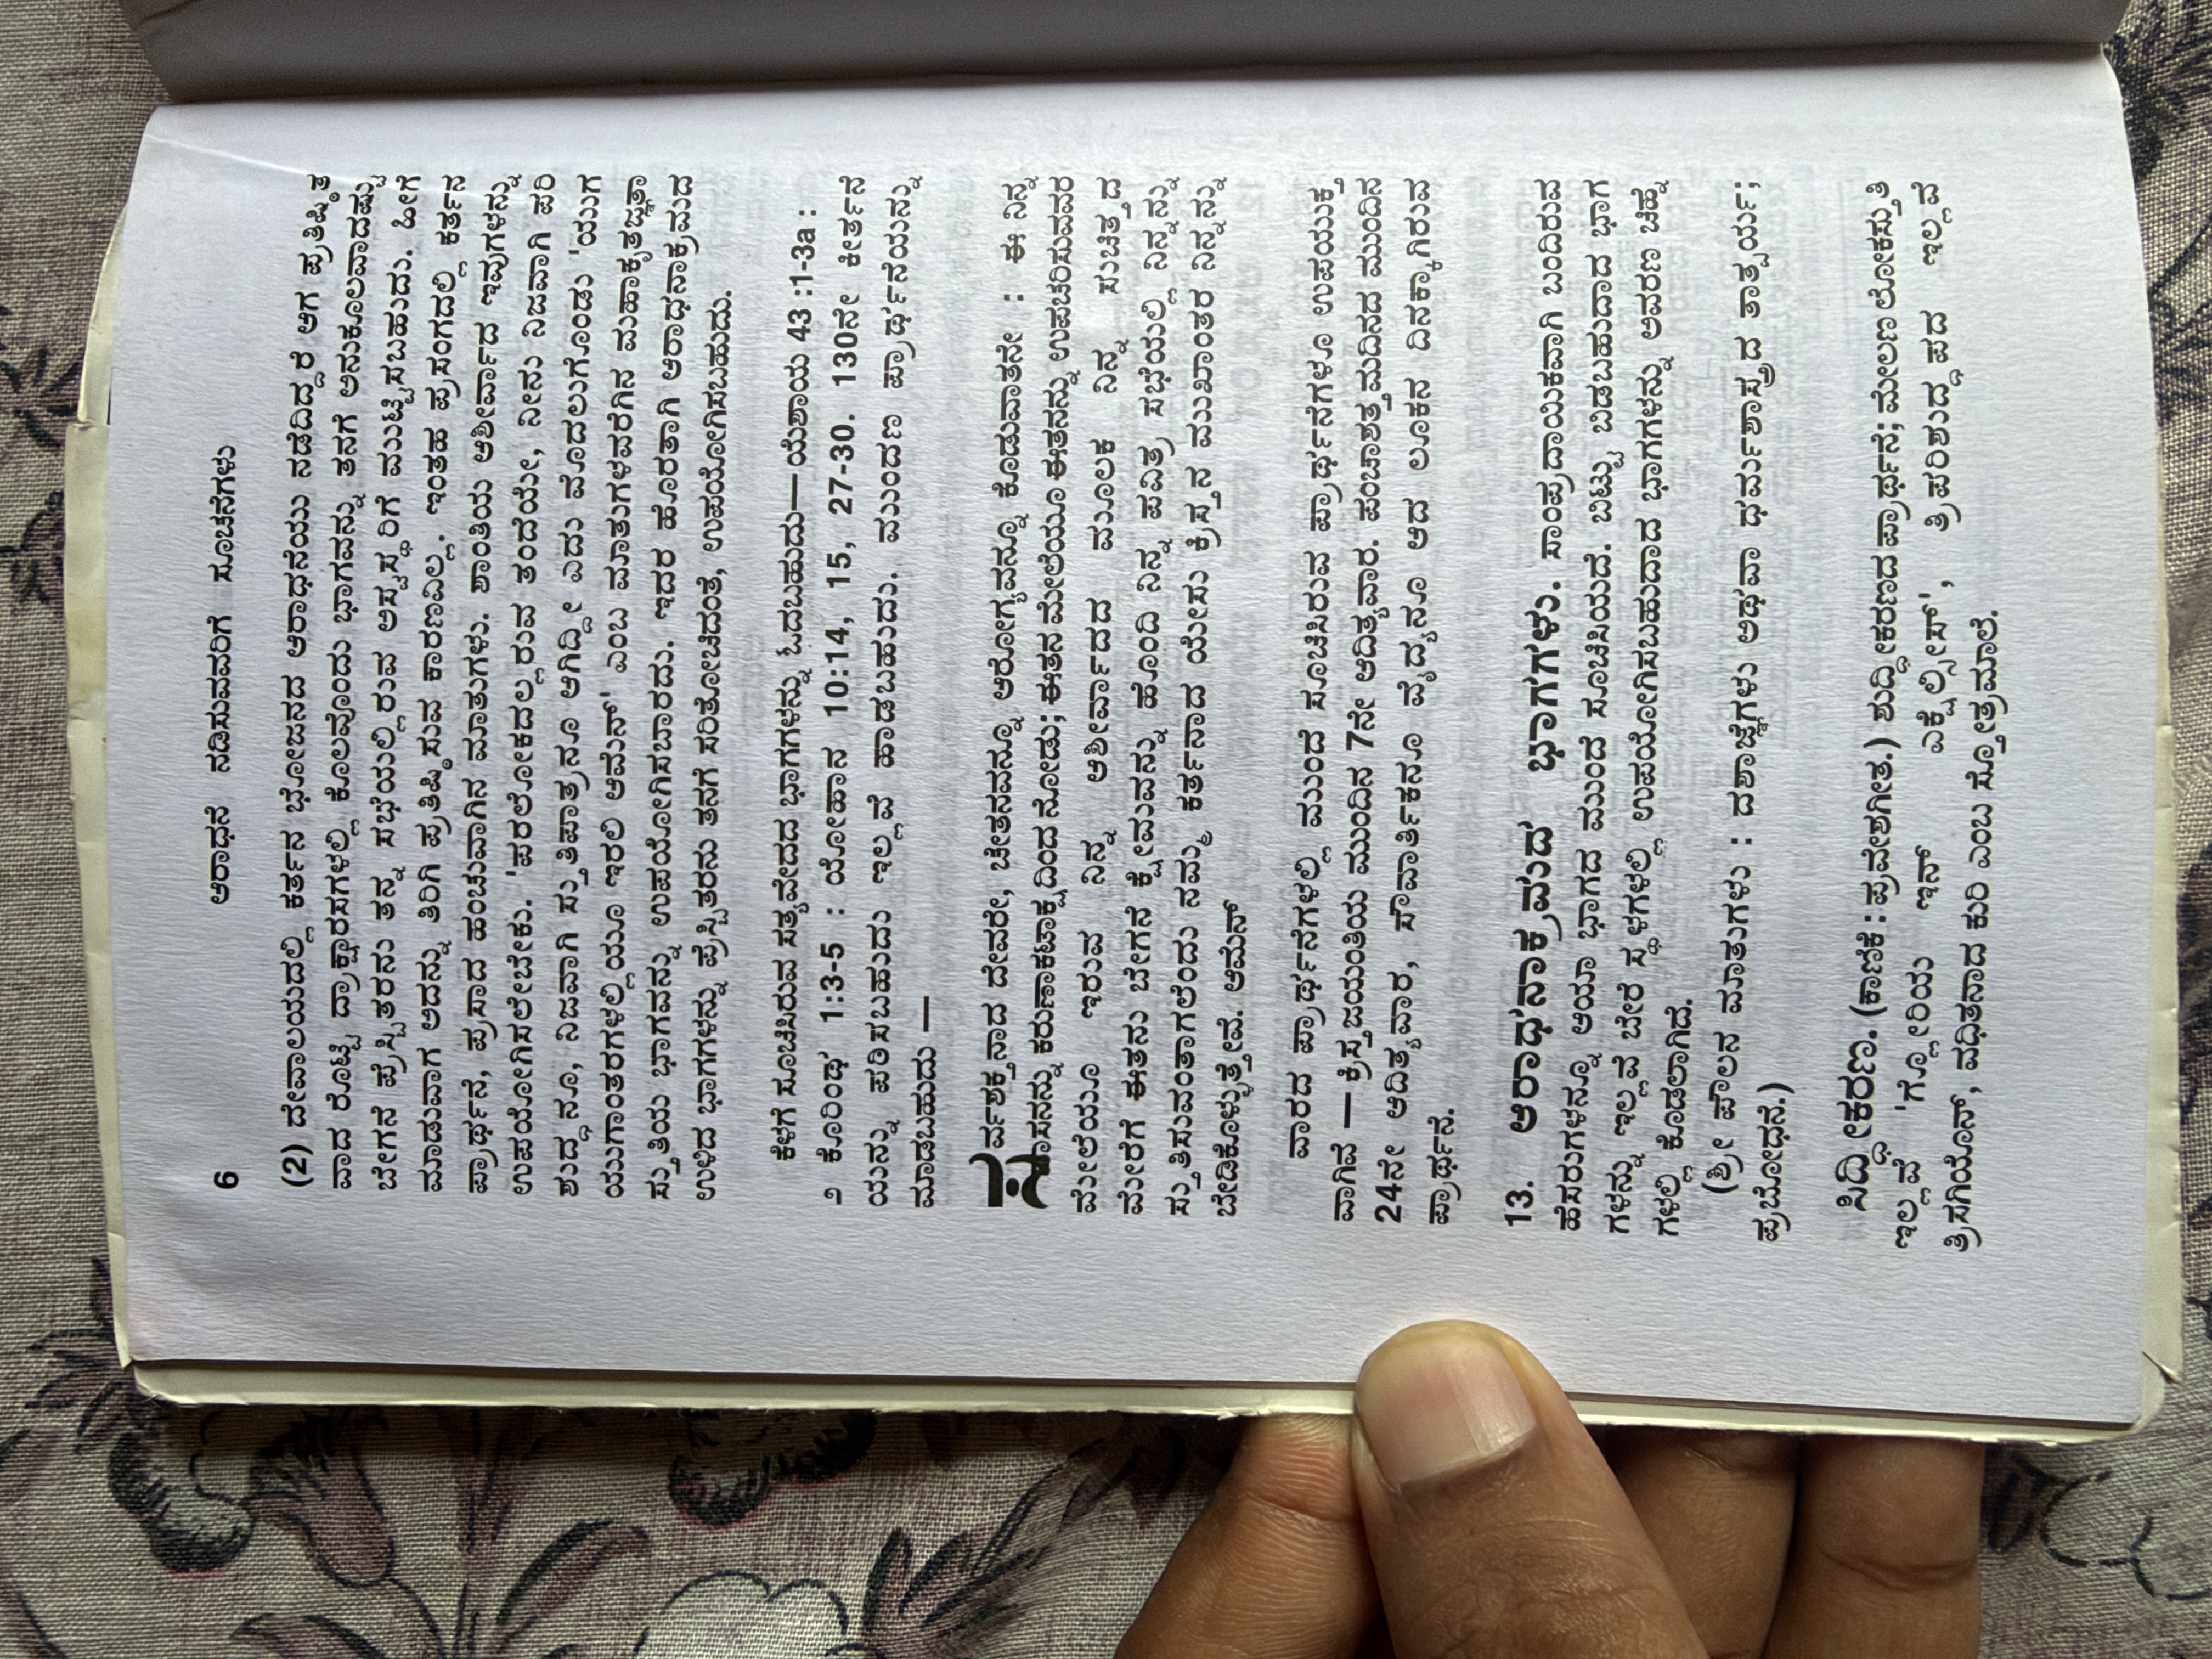 6 ಆರಾಧನೆ ನಡಿಸುವವರಿಗೆ ಸೂಚನೆಗಳು
(2) ದೇವಾಲಯದಲ್ಲಿ ಕರ್ತನ ಭೋಜನದ ಆರಾಧನೆಯು ನಡೆದಿದ್ದರೆ ಆಗ ಪ್ರತಿಷ್ಠಿತ
ವಾದ ರೊಟ್ಟಿ ದ್ರಾಕ್ಷಾರಸಗಳಲ್ಲಿ ಕೊಲವೊಂದು ಭಾಗವನ್ನು ತನಗೆ ಅನುಕೂಲವಾದಷ್ಟು
ಬೇಗನೆ ಪ್ರೆಸ್ಬಿತರನು ತನ್ನ ಸಭೆಯಲ್ಲಿರುವ ಅಸ್ವಸ್ಥರಿಗೆ ಮುಟ್ಟಿಸಬಹುದು. ಹೀಗೆ
ಮಾಡುವಾಗ ಅದನ್ನು ತಿರಿಗಿ ಪ್ರತಿಷ್ಠಿಸುವ ಕಾರಣವಿಲ್ಲ. ಇಂತಹ ಪ್ರಸಂಗದಲ್ಲಿ ಕರ್ತನ
ಪ್ರಾರ್ಥನೆ, ಪ್ರಸಾದ ಹಂಚುವಾಗಿನ ಮಾತುಗಳು. ಶಾಂತಿಯ ಆಶೀರ್ವಾದ ಇವುಗಳನ್ನು
ಉಪಯೋಗಿಸಲೇಬೇಕು. 'ಪರಲೋಕದಲ್ಲರುವ ತಂದೆಯೇ, ನೀನು ನಿಜವಾಗಿ ಪರಿ
ಶುದ್ಧನೂ, ನಿಜವಾಗಿ ಸ್ತುತಿಪಾತ್ರನೂ ಆಗಿದ್ದೀ ಎದು ಮೊದಲುಗೊಂಡು 'ಯುಗ
ಯುಗಾಂತರಗಳಲ್ಲಿಯೂ ಇರಲಿ ಆಮೆನ್' ಎಂಬ ಮಾತುಗಳವರೆಗಿನ ಮಹಾಕೃತಜ್ಞತಾ
ಸ್ತುತಿಯ ಭಾಗವನ್ನು ಉಪಯೋಗಿಸಬಾರದು. ಇದರ ಹೊರತಾಗಿ ಆರಾಧನಾಕ್ರಮದ
ಉಳಿದ ಭಾಗಗಳನ್ನು ಪ್ರೆಸ್ಬಿತರನು ತನಗೆ ಸರಿತೋಚಿದಂತೆ, ಉಪಯೋಗಿಸಬಹುದು.
ಕೆಳಗೆ ಸೂಚಿಸಿರುವ ಸತ್ಯವೇದದ ಭಾಗಗಳನ್ನು ಓದಬಹುದು— ಯೆಶಾಯ 43 :1-3a :
೨ ಕೊರಿಂಥ 1:3-5 : ಯೋಹಾನ 10:14, 15, 27-30. 130ನೇ ಕೀರ್ತನೆ
ಯನ್ನು ಪಠಿಸಬಹುದು ಇಲ್ಲವೆ ಹಾಡಬಹುದು. ಮುಂದಣ ಪ್ರಾರ್ಥನೆಯನ್ನು
ಮಾಡಬಹುದು —
ಸರ್ವಶಕ್ತನಾದ ದೇವರೇ, ಚೇತನವನ್ನೂ ಆರೋಗ್ಯವನ್ನೂ ಕೊಡುವಾತನೇ : ಈ ನಿನ್ನ
ದಾಸನನ್ನು ಕರುಣಾಕಟಾಕ್ಷದಿಂದ ನೋಡು; ಈತನ ಮೇಲೆಯೂ ಈತನನ್ನು ಉಪಚರಿಸುವವರ
ಮೇಲೆಯೂ ಇರುವ ನಿನ್ನ ಆಶೀರ್ವಾದದ ಮೂಲಕ ನಿನ್ನ ಸುಚಿತ್ತದ
ಮೇರೆಗೆ ಈತನು ಬೇಗನೆ ಕ್ಷೇಮವನ್ನು ಹೊಂದಿ ನಿನ್ನ ಪವಿತ್ರ ಸಭೆಯಲ್ಲಿ ನಿನ್ನನ್ನು
ಸ್ತುತಿಸುವಂತಾಗಲೆಂದು ನಮ್ಮ ಕರ್ತನಾದ ಯೇಸು ಕ್ರಿಸ್ತನ ಮುಖಾಂತರ ನಿನ್ನನ್ನು
ಬೇಡಿಕೊಳ್ಳುತ್ತೇವೆ. ಆಮೆನ್
ವಾರದ ಪ್ರಾರ್ಥನೆಗಳಲ್ಲಿ ಮುಂದೆ ಸೂಚಿಸಿರುವ ಪ್ರಾರ್ಥನೆಗಳೂ ಉಪಯುಕ್ತ
ವಾಗಿವೆ — ಕ್ರಿಸ್ತಜಯಂತಿಯ ಮುಂದಿನ 7ನೇ ಆದಿತ್ಯವಾರ. ಪಂಚಾಶತ್ತಮದಿನದ ಮುಂದಿನ
24ನೇ ಆದಿತ್ಯವಾರ, ಸೌವಾರ್ತಿಕನೂ ವೈದ್ಯನೂ ಆದ ಲೂಕನ ದಿನಕ್ಕಾಗಿರುವ
ಪ್ರಾರ್ಥನೆ.
13. ಆರಾಧನಾಕ್ರಮದ ಭಾಗಗಳು. ಸಾಂಪ್ರದಾಯಿಕವಾಗಿ ಬಂದಿರುವ
ಹೆಸರುಗಳನ್ನೂ ಆಯಾ ಭಾಗದ ಮುಂದೆ ಸೂಚಿಸಿಯದೆ. ಬಿಟ್ಟು ಬಿಡಬಹುದಾದ ಭಾಗ
ಗಳನ್ನು ಇಲ್ಲವೆ ಬೇರೆ ಸ್ಥಳಗಳಲ್ಲಿ ಉಪಯೋಗಿಸಬಹುದಾದ ಭಾಗಗಳನ್ನು ಅವರಣ ಚಿಹ್ನೆ
ಗಳಲ್ಲಿ ಕೊಡಲಾಗಿದೆ.
(ಶ್ರೀ ಪೌಲನ ಮಾತುಗಳು : ದಶಾಜ್ಞೆಗಳು ಅಥವಾ ಧರ್ಮಶಾಸ್ತ್ರದ ತಾತ್ಪರ್ಯ;
ಪ್ರಬೋಧನೆ.)
ಸಿದ್ಧೀಕರಣ. (ಕಾಣಿಕೆ : ಪ್ರವೇಶಗೀತ.) ಶುದ್ಧೀಕರಣದ ಪ್ರಾರ್ಥನೆ; ಮೇಲಣ ಲೋಕಸ್ತುತಿ
ಇಲ್ಲವೆ 'ಗ್ಲೋರಿಯ ಇನ್ ಎಕ್ಷೆಲ್ಸೀಸ್', ತ್ರಿಪರಿಶುದ್ಧಪದ ಇಲ್ಲವೆ
ತ್ರಿಸಗಿಯೊನ್, ವಧಿತನಾದ ಕುರಿ ಎಂಬ ಸ್ತೋತ್ರಮಾಲೆ.